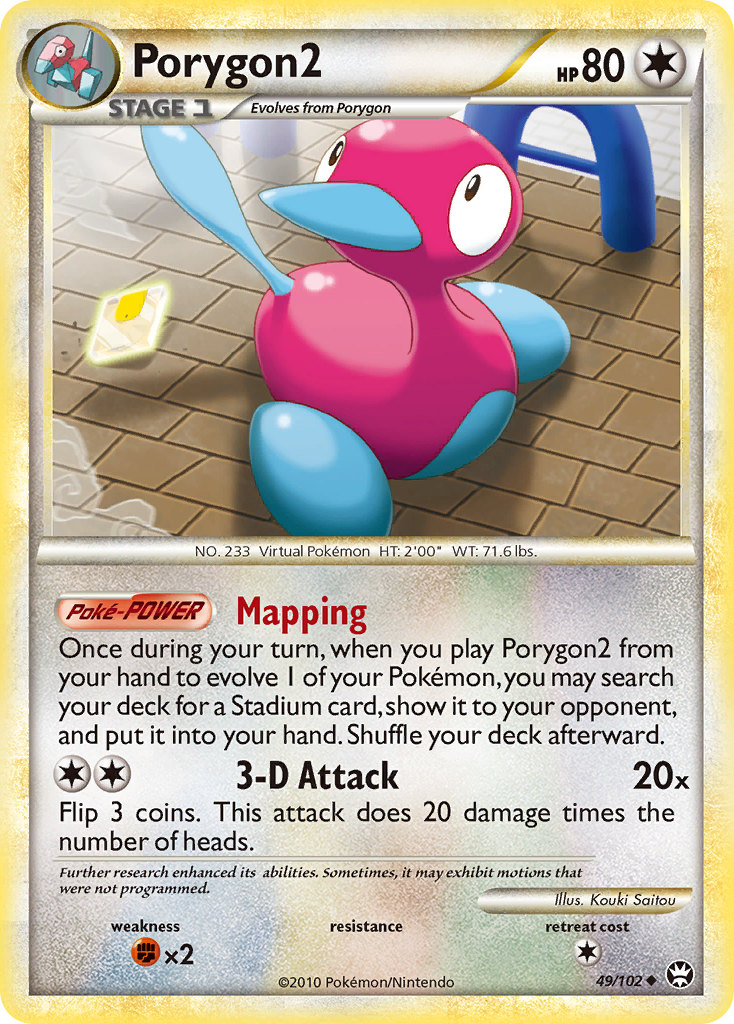 Porygon2
HP 80
STAGE 1
Evolves from Porygon
NO. 233 Virtual Pokémon HT: 2'00" WT: 71.6 lbs.
Poké-POWER Mapping
Once during your turn, when you play Porygon2 from
your hand to evolve 1 of your Pokémon, you may search
your deck for a Stadium card, show it to your opponent,
and put it into your hand. Shuffle your deck afterward.
3-D Attack 20x
Flip 3 coins. This attack does 20 damage times the
number of heads.
Further research enhanced its abilities. Sometimes, it may exhibit motions that
were not programmed.
Illus. Kouki Saitou
weakness resistance retreat cost
x2
©2010 Pokémon/Nintendo
49/102